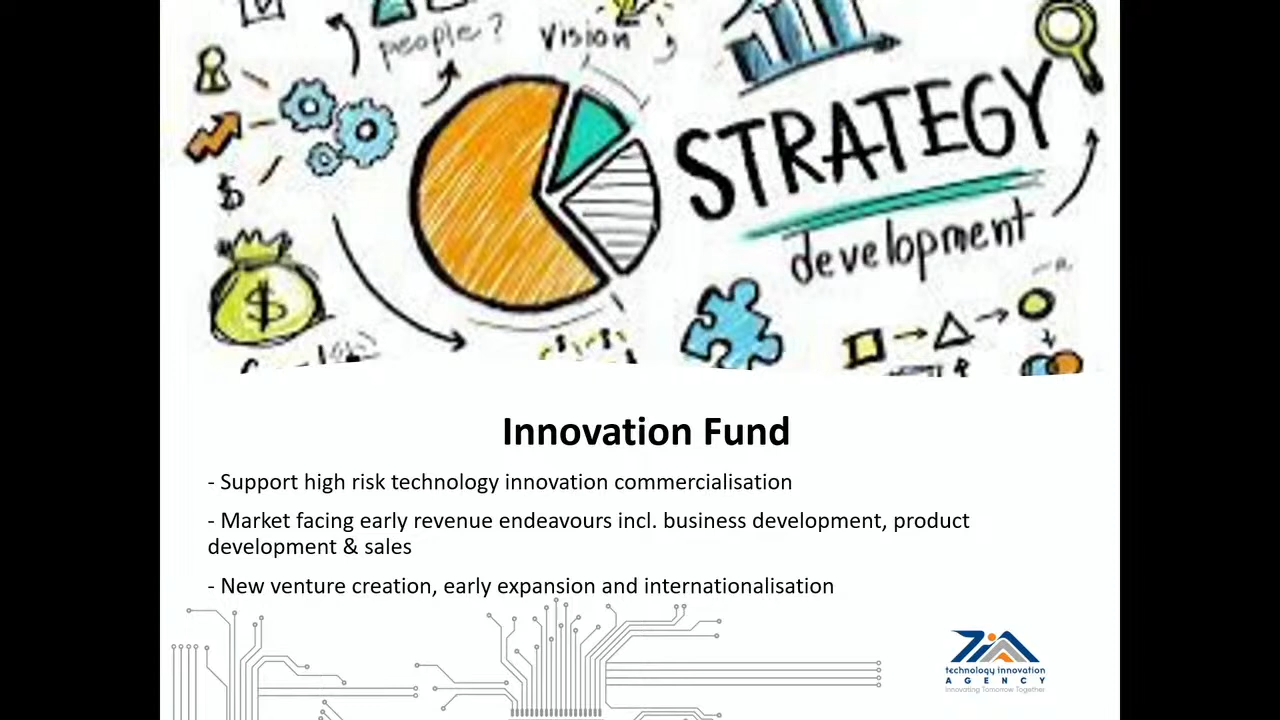 people?
Vision
STRATEGY
development
$
$
Innovation Fund
- Support high risk technology innovation commercialisation
- Market facing early revenue endeavours incl. business development, product
development & sales
- New venture creation, early expansion and internationalisation
TIA
technology innovation
AGENCY
Innovating Tomorrow Together